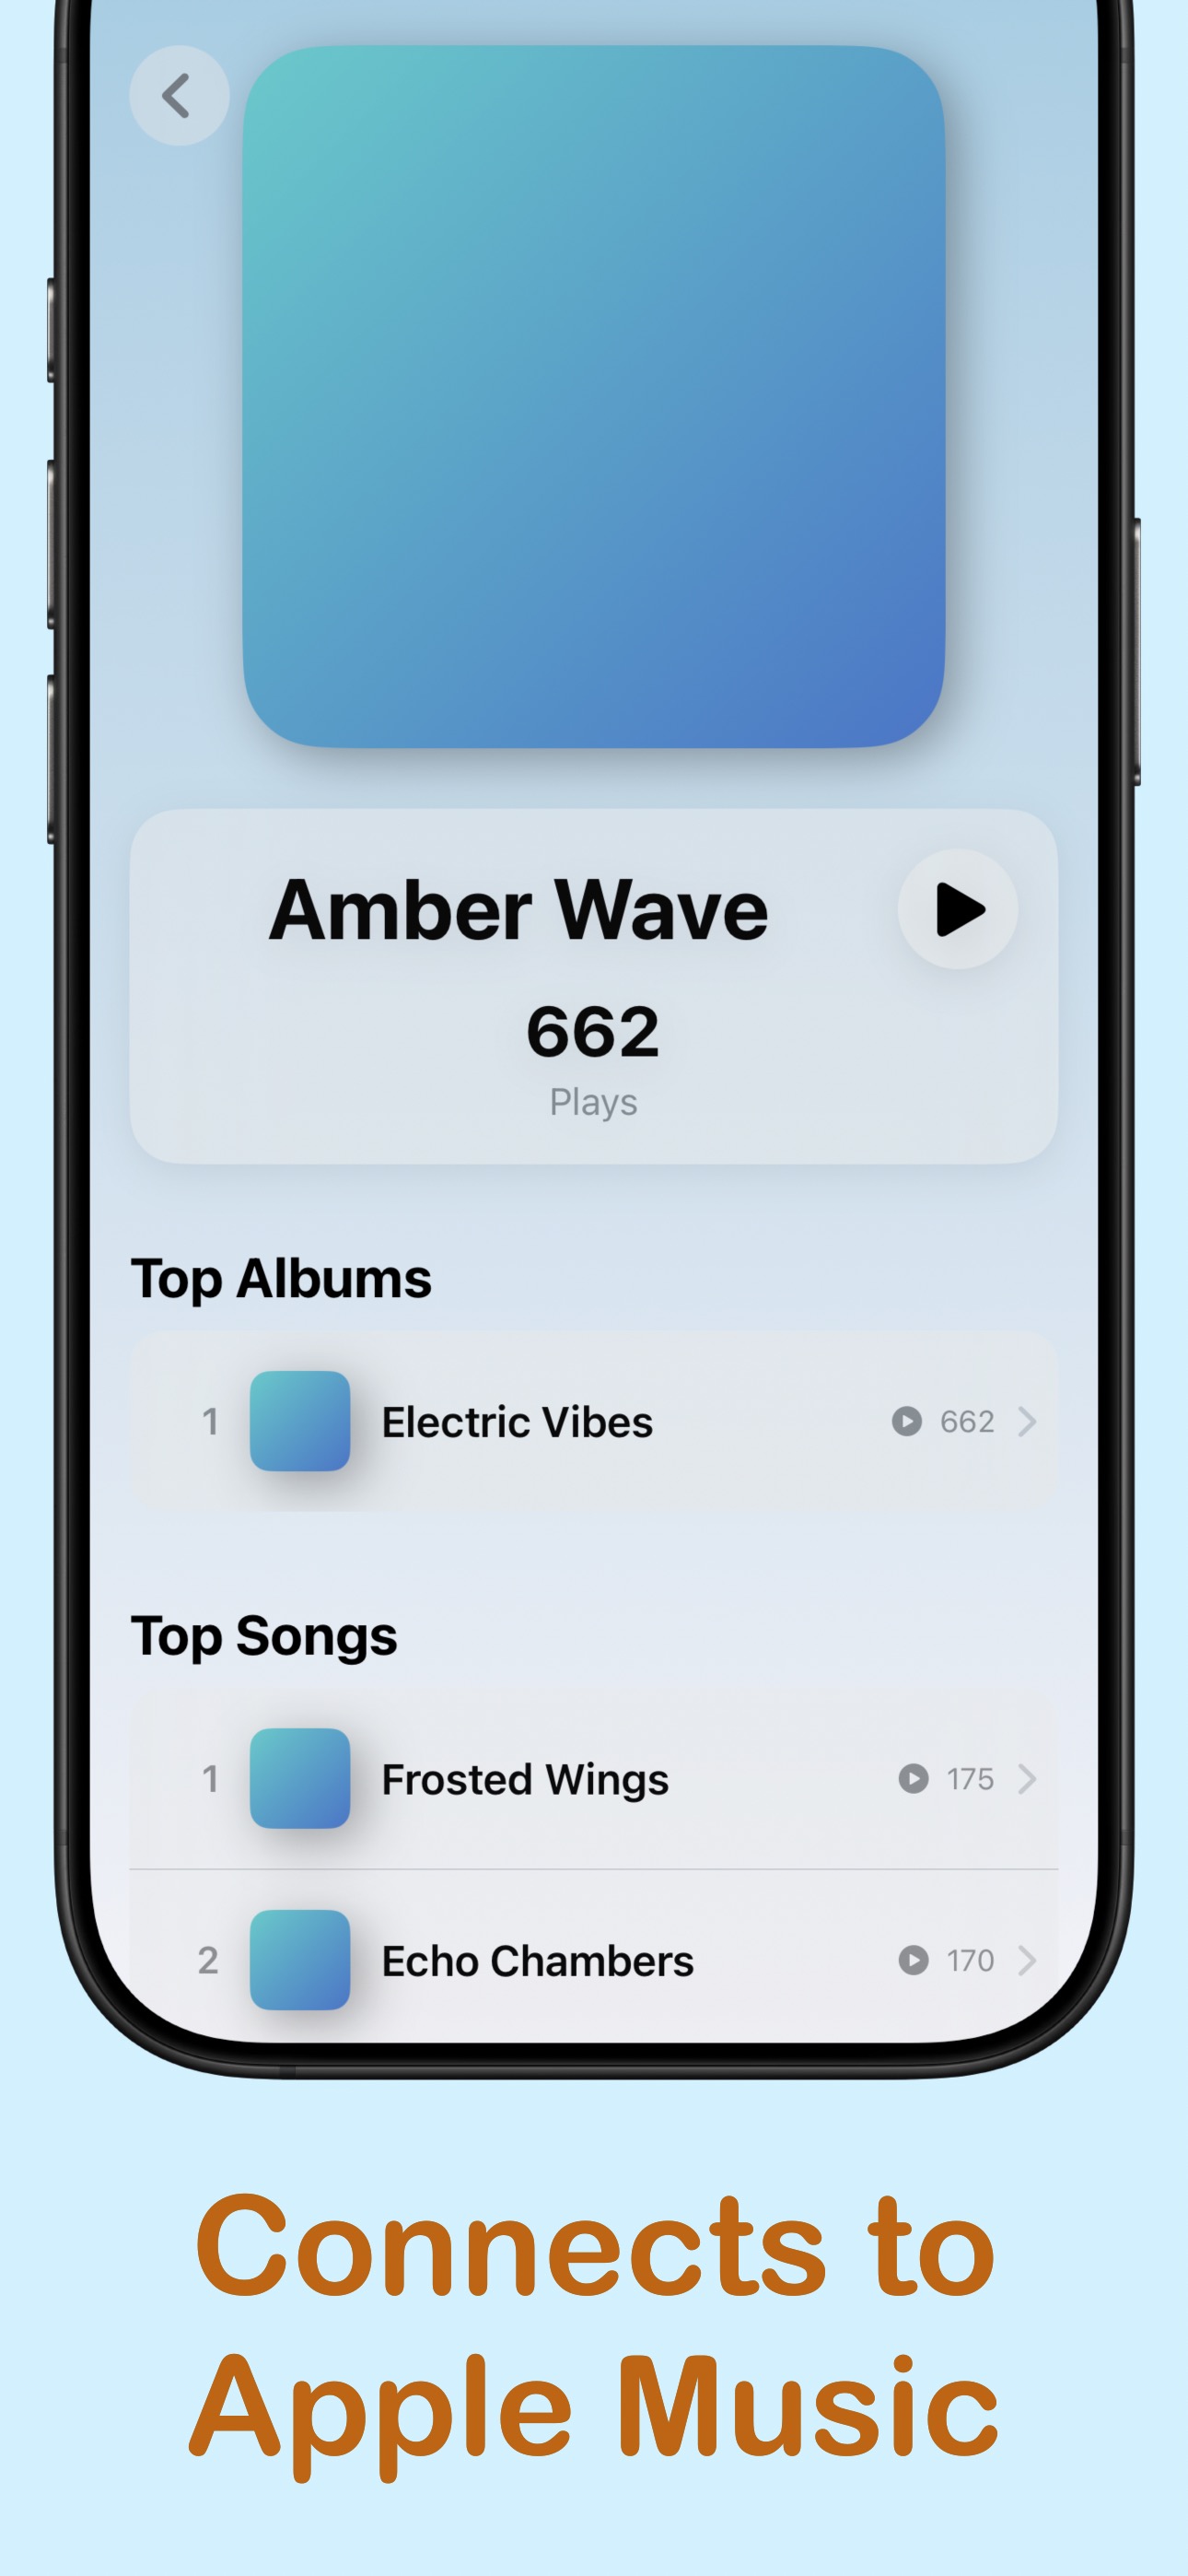 Amber Wave
662
Plays
Top Albums
1 Electric Vibes 662
Top Songs
1 Frosted Wings 175
2 Echo Chambers 170
Connects to
Apple Music